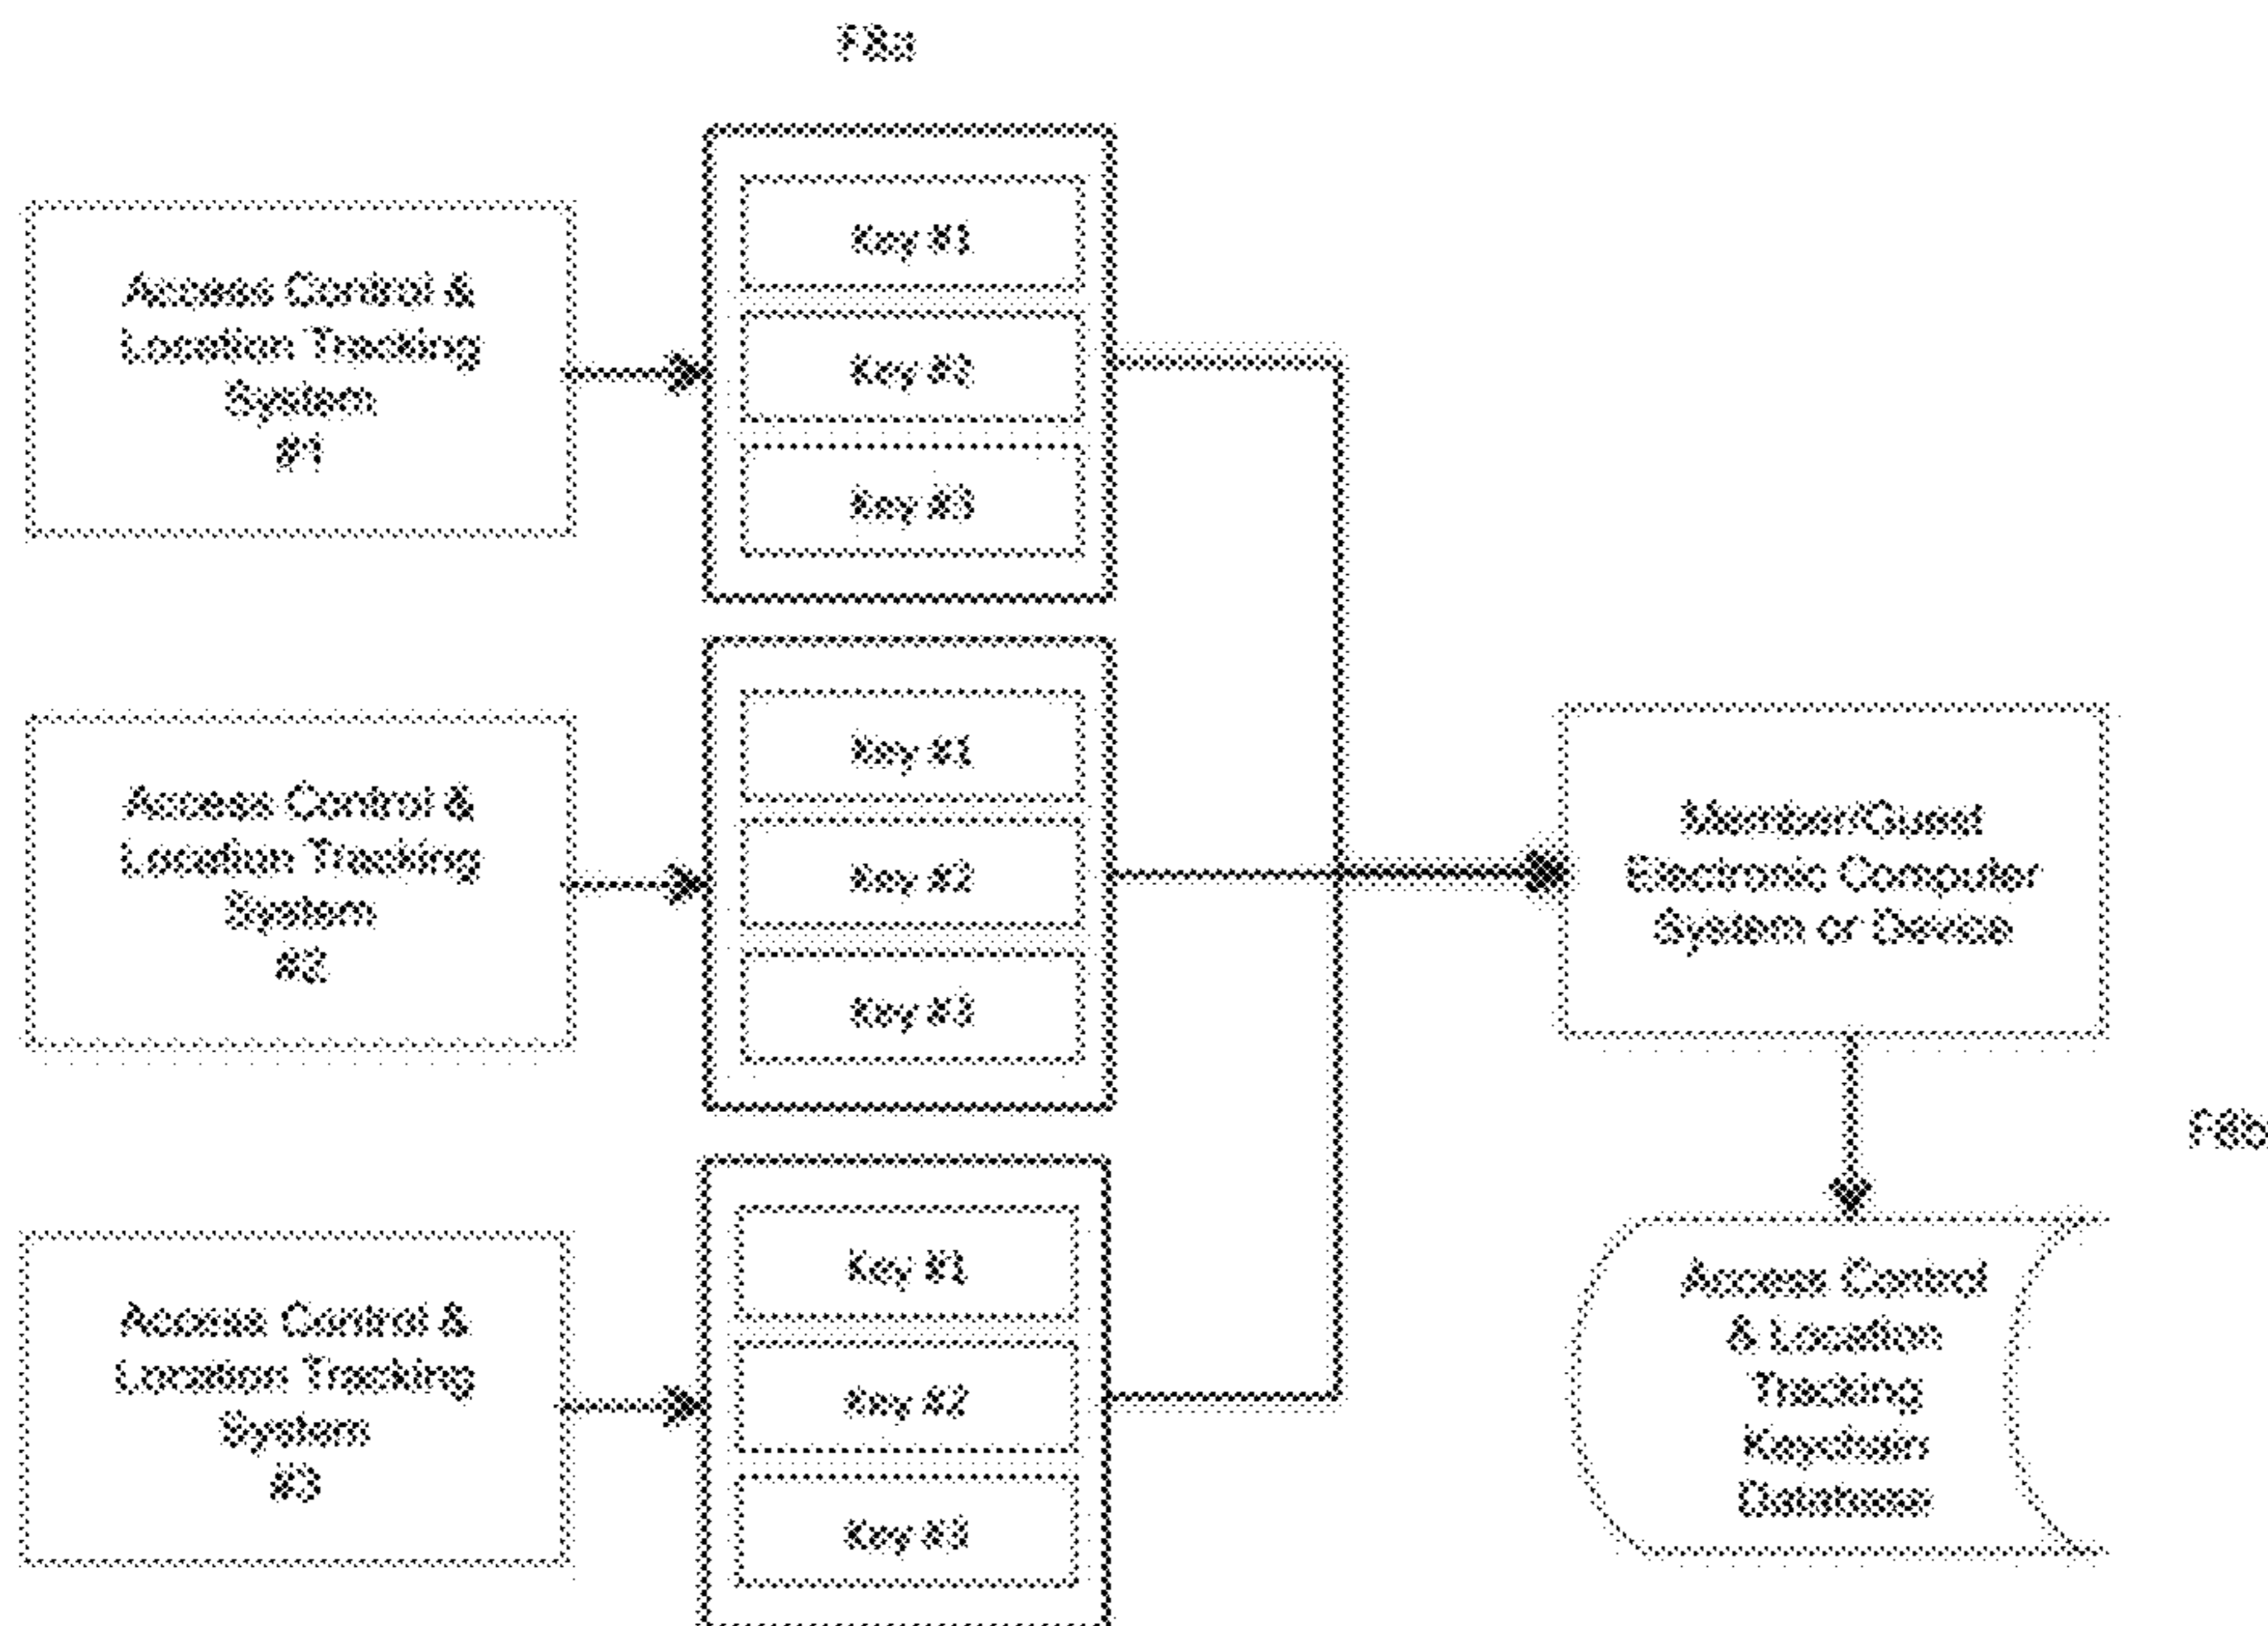 F8a
Access Control &
Location Tracking
System
#1
Key #1
Key #2
Key #3
Access Control &
Location Tracking
System
#2
Key #1
Key #2
Key #3
Member/Guest
Electronic Computer
System or Device
F8b
Access Control &
Location Tracking
System
#3
Key #1
Key #2
Key #3
Access Control
& Location
Tracking
Keychain
Database